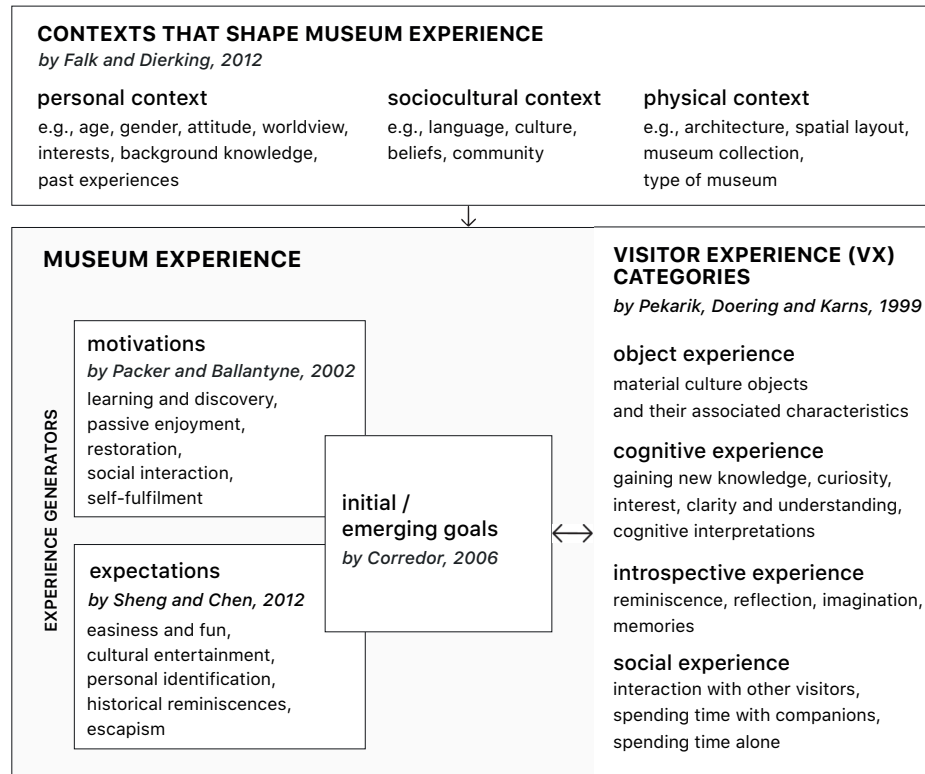 CONTEXTS THAT SHAPE MUSEUM EXPERIENCE
by Falk and Dierking, 2012
personal context
e.g., age, gender, attitude, worldview,
interests, background knowledge,
past experiences
sociocultural context
e.g., language, culture,
beliefs, community
physical context
e.g., architecture, spatial layout,
museum collection,
type of museum
MUSEUM EXPERIENCE
EXPERIENCE GENERATORS
motivations
by Packer and Ballantyne, 2002
learning and discovery,
passive enjoyment,
restoration,
social interaction,
self-fulfilment
expectations
by Sheng and Chen, 2012
easiness and fun,
cultural entertainment,
personal identification,
historical reminiscences,
escapism
initial /
emerging goals
by Corredor, 2006
VISITOR EXPERIENCE (VX)
CATEGORIES
by Pekarik, Doering and Karns, 1999
object experience
material culture objects
and their associated characteristics
cognitive experience
gaining new knowledge, curiosity,
interest, clarity and understanding,
cognitive interpretations
introspective experience
reminiscence, reflection, imagination,
memories
social experience
interaction with other visitors,
spending time with companions,
spending time alone